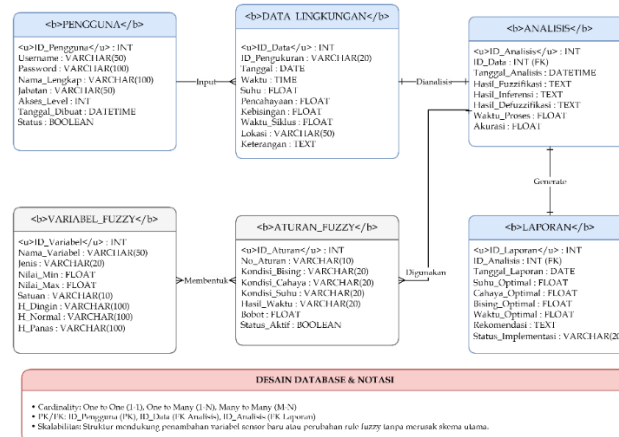 <b>PENGGUNA</b>
<u>ID_Pengguna</u> : INT
Username : VARCHAR(50)
Password : VARCHAR(100)
Nama_Lengkap : VARCHAR(100)
Jabatan : VARCHAR(50)
Akses_Level : INT
Tanggal_Dibuat : DATETIME
Status : BOOLEAN
Input
<b>DATA_LINGKUNGAN</b>
<u>ID_Data</u> : INT
ID_Pengukuran : VARCHAR(20)
Tanggal : DATE
Waktu : TIME
Suhu : FLOAT
Pencahayaan : FLOAT
Kebisingan : FLOAT
Waktu_Siklus : FLOAT
Lokasi : VARCHAR(50)
Keterangan : TEXT
Dianalisis
<b>ANALISIS</b>
<u>ID_Analisis</u> : INT
ID_Data : INT (FK)
Tanggal_Analisis : DATETIME
Hasil_Fuzzifikasi : TEXT
Hasil_Inferensi : TEXT
Hasil_Defuzzifikasi : TEXT
Waktu_Proses : FLOAT
Akurasi : FLOAT
Generate
<b>VARIABEL_FUZZY</b>
<u>ID_Variabel</u> : INT
Nama_Variabel : VARCHAR(50)
Jenis : VARCHAR(20)
Nilai_Min : FLOAT
Nilai_Max : FLOAT
Satuan : VARCHAR(10)
H_Dingin : VARCHAR(100)
H_Normal : VARCHAR(100)
H_Panas : VARCHAR(100)
Membentuk
<b>ATURAN_FUZZY</b>
<u>ID_Aturan</u> : INT
No_Aturan : VARCHAR(10)
Kondisi_Bising : VARCHAR(20)
Kondisi_Cahaya : VARCHAR(20)
Kondisi_Suhu : VARCHAR(20)
Hasil_Waktu : VARCHAR(20)
Bobot : FLOAT
Status_Aktif : BOOLEAN
Digunakan
<b>LAPORAN</b>
<u>ID_Laporan</u> : INT
ID_Analisis : INT (FK)
Tanggal_Laporan : DATE
Suhu_Optimal : FLOAT
Cahaya_Optimal : FLOAT
Bising_Optimal : FLOAT
Waktu_Optimal : FLOAT
Rekomendasi : TEXT
Status_Implementasi : VARCHAR(20)
DESAIN DATABASE & NOTASI
• Cardinality: One to One (1-1), One to Many (1-N), Many to Many (M-N)
• PK/FK: ID_Pengguna (PK), ID_Data (FK Analisis), ID_Analisis (FK Laporan)
• Skalabilitas: Struktur mendukung penambahan variabel sensor baru atau perubahan rule fuzzy tanpa merusak skema utama.